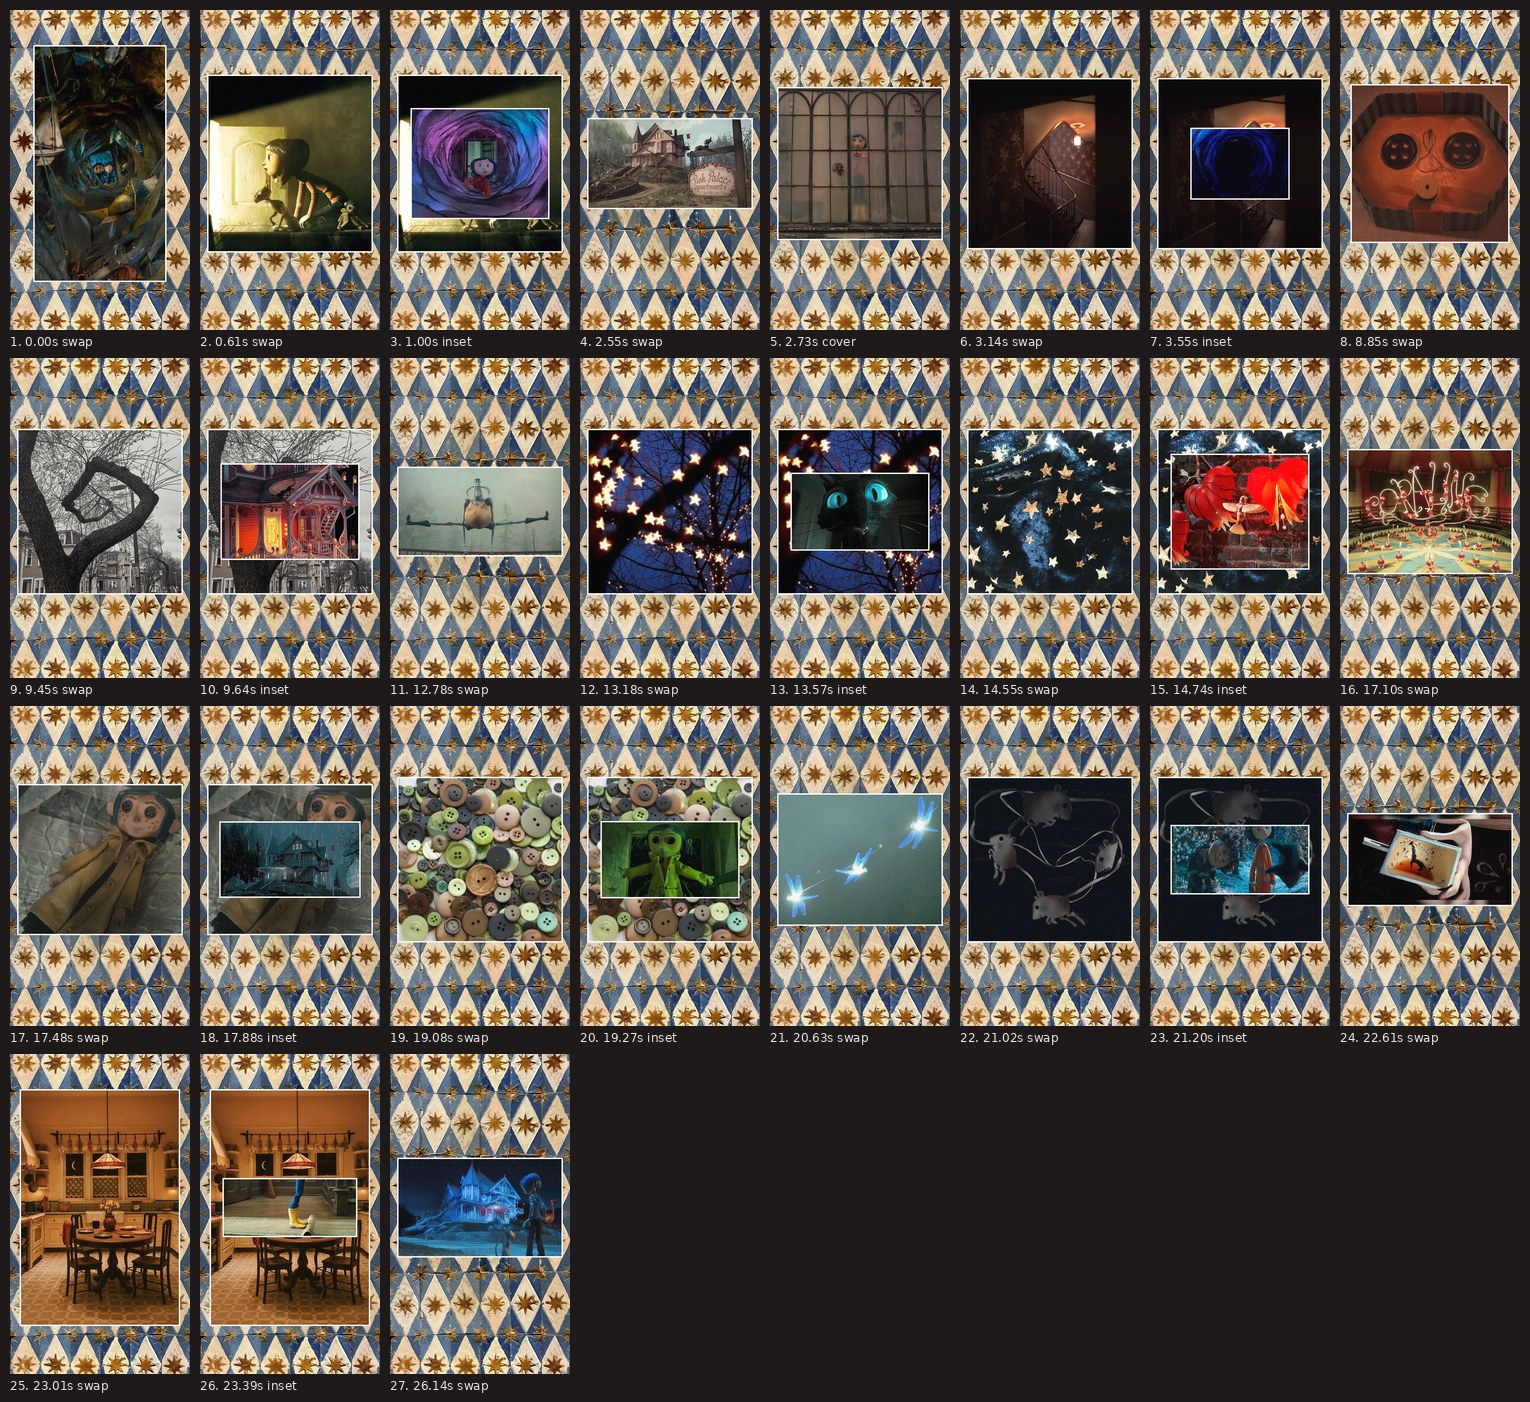 1. 0.00s swap
2. 0.61s swap
3. 1.00s inset
4. 2.55s swap
5. 2.73s cover
6. 3.14s swap
7. 3.55s inset
8. 8.85s swap
Pink Palace
Apartments
9. 9.45s swap
10. 9.64s inset
11. 12.78s swap
12. 13.18s swap
13. 13.57s inset
14. 14.55s swap
15. 14.74s inset
16. 17.10s swap
17. 17.48s swap
18. 17.88s inset
19. 19.08s swap
20. 19.27s inset
21. 20.63s swap
22. 21.02s swap
23. 21.20s inset
24. 22.61s swap
25. 23.01s swap
26. 23.39s inset
27. 26.14s swap